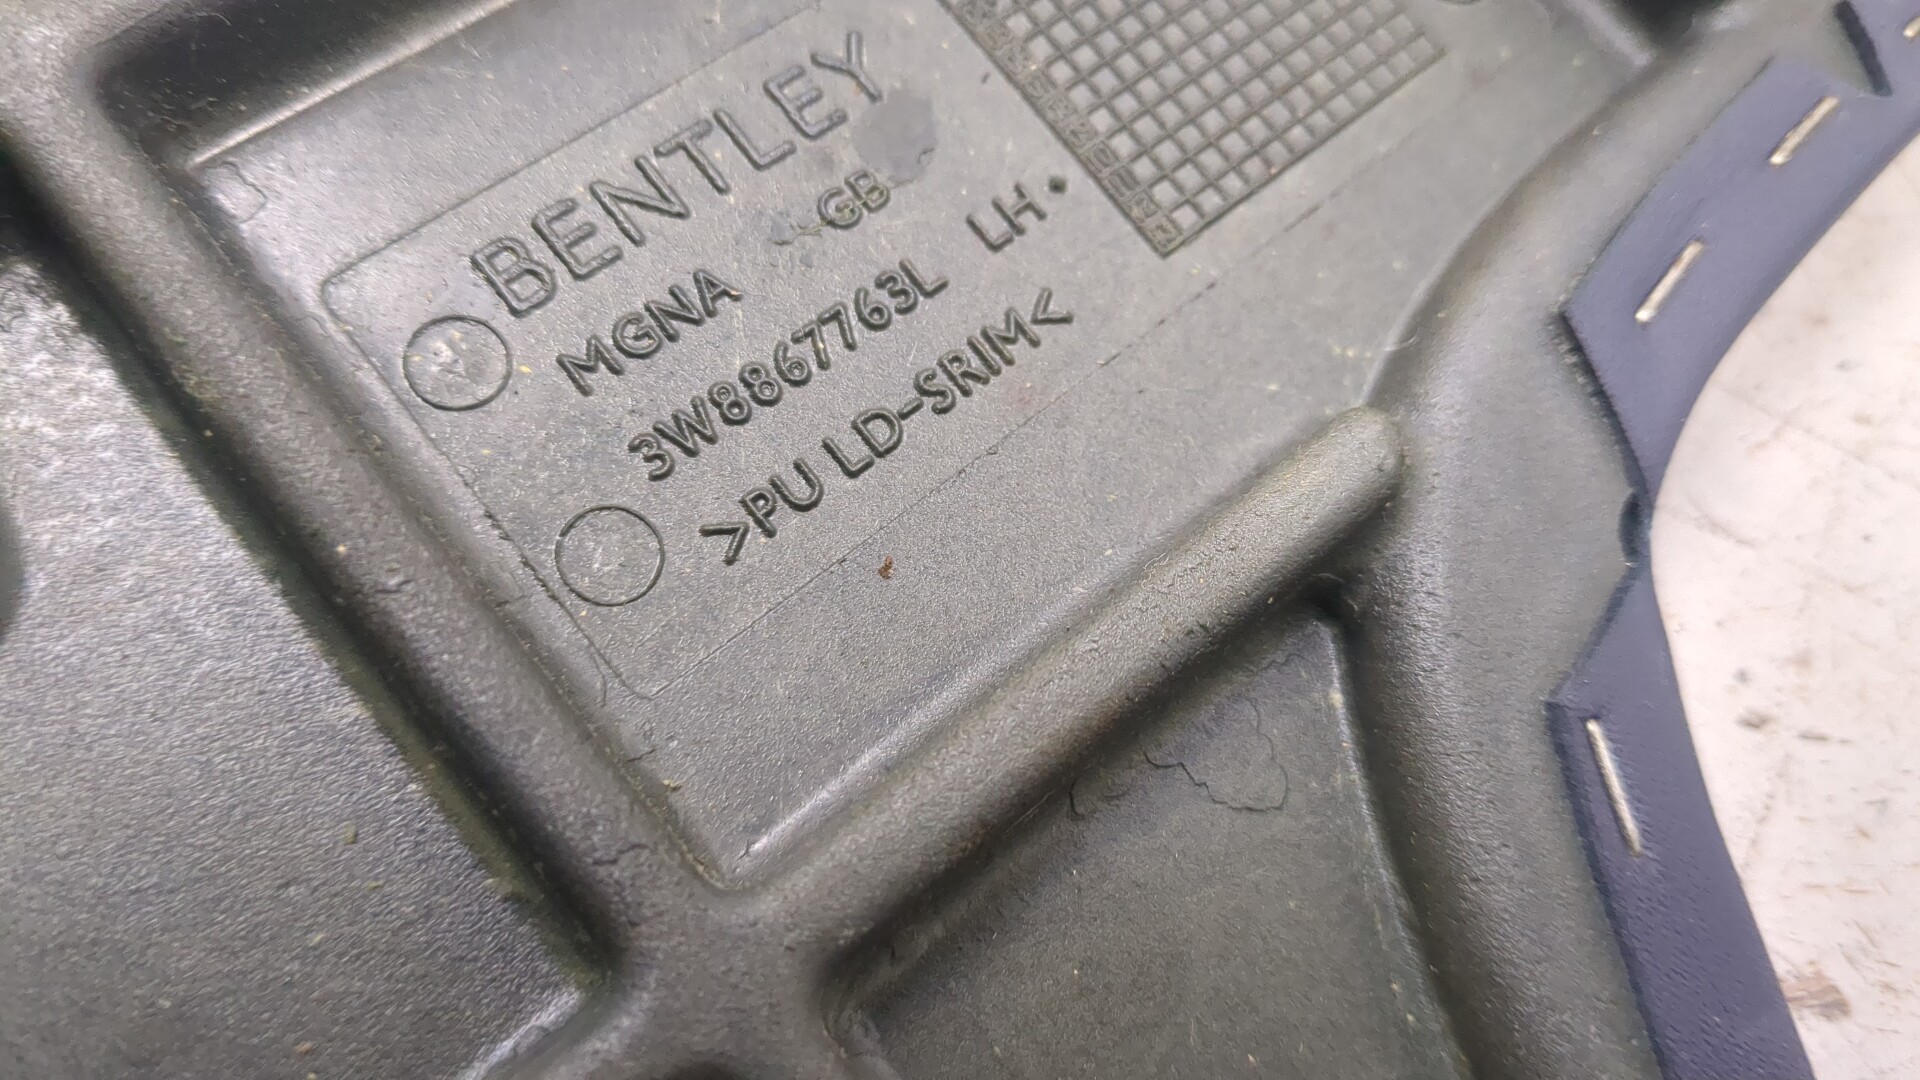 BENTLEY
MGNA GB
3W8867763L LH
>PU LD-SRIM<